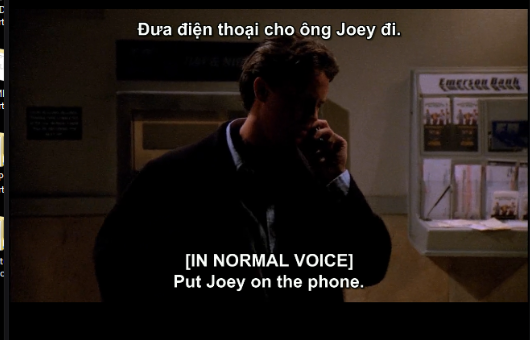 Đưa điện thoại cho ông Joey đi.
Emerson Bank
[IN NORMAL VOICE]
Put Joey on the phone.